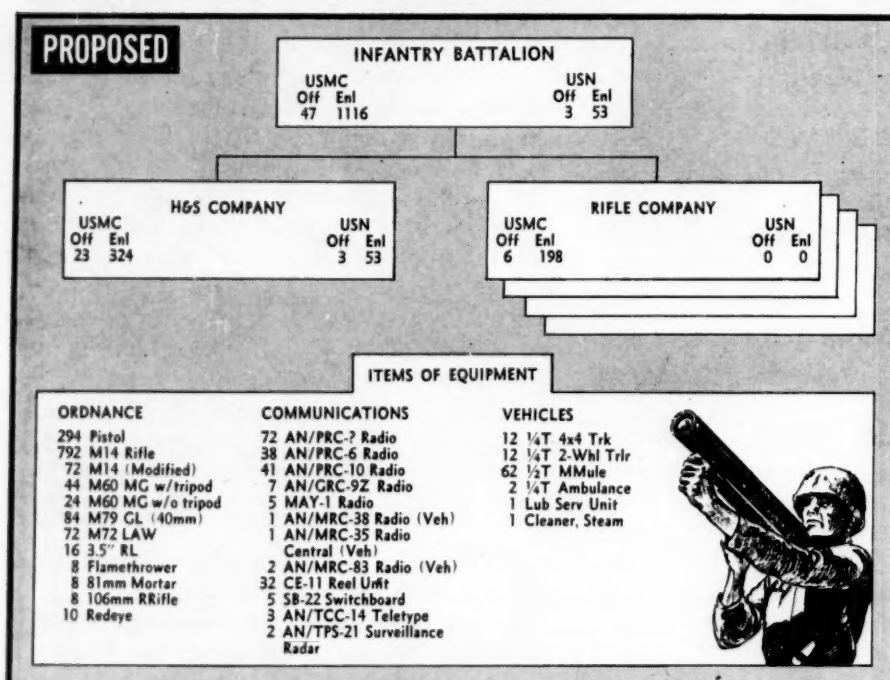 PROPOSED
INFANTRY BATTALION
USMC USN
Off Enl Off Enl
47 1116 3 53
H&S COMPANY
USMC USN
Off Enl Off Enl
23 324 3 53
RIFLE COMPANY
USMC USN
Off Enl Off Enl
6 198 0 0
ITEMS OF EQUIPMENT
ORDNANCE
294 Pistol
792 M14 Rifle
72 M14 (Modified)
44 M60 MG w/tripod
24 M60 MG w/o tripod
84 M79 GL (40mm)
72 M72 LAW
16 3.5" RL
8 Flamethrower
8 81mm Mortar
8 106mm RRifle
10 Redeye
COMMUNICATIONS
72 AN/PRC-? Radio
38 AN/PRC-6 Radio
41 AN/PRC-10 Radio
7 AN/GRC-9Z Radio
5 MAY-1 Radio
1 AN/MRC-38 Radio (Veh)
1 AN/MRC-35 Radio
Central (Veh)
2 AN/MRC-83 Radio (Veh)
32 CE-11 Reel Unit
5 SB-22 Switchboard
3 AN/TCC-14 Teletype
2 AN/TPS-21 Surveillance
Radar
VEHICLES
12 ¼T 4x4 Trk
12 ¼T 2-Whl Trlr
62 ½T MMule
2 ¼T Ambulance
1 Lub Serv Unit
1 Cleaner, Steam